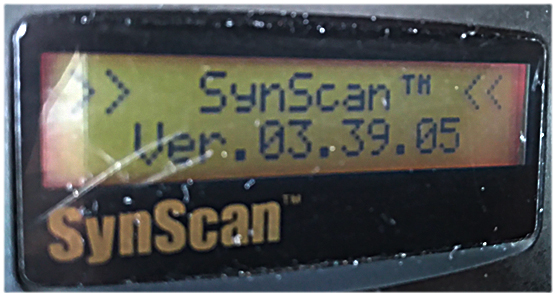 >> SynScan™ <<
Ver.03.39.05
SynScan™